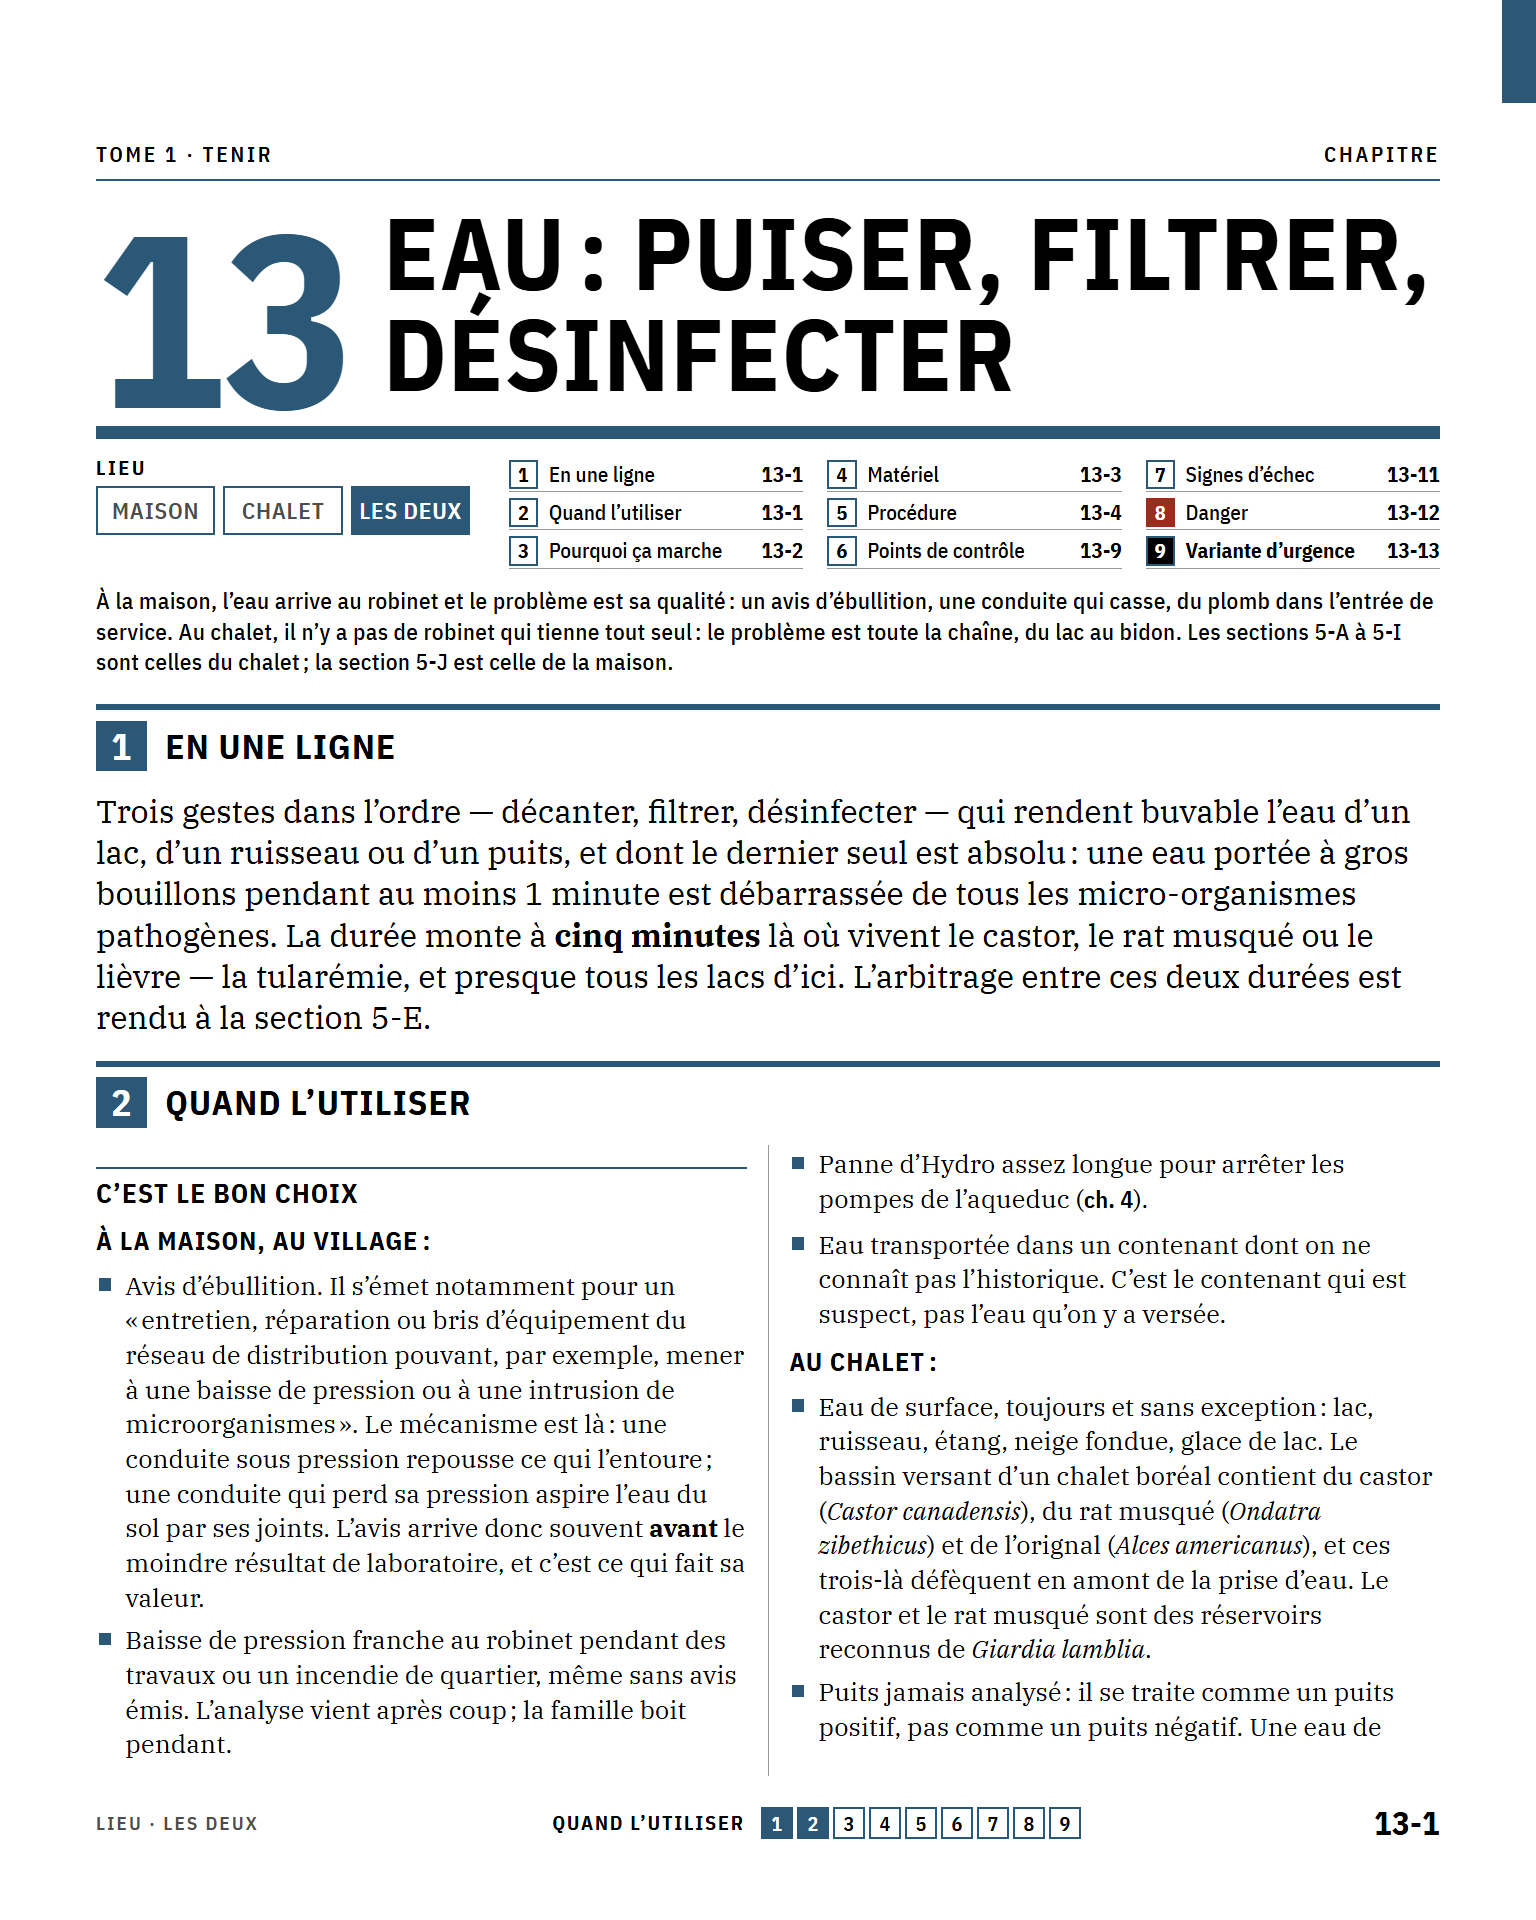 TOME 1 · TENIR
CHAPITRE
13
EAU : PUISER, FILTRER,
DÉSINFECTER
LIEU
MAISON
CHALET
LES DEUX
1 En une ligne 13-1
2 Quand l’utiliser 13-1
3 Pourquoi ça marche 13-2
4 Matériel 13-3
5 Procédure 13-4
6 Points de contrôle 13-9
7 Signes d’échec 13-11
8 Danger 13-12
9 Variante d’urgence 13-13
À la maison, l’eau arrive au robinet et le problème est sa qualité : un avis d’ébullition, une conduite qui casse, du plomb dans l’entrée de
service. Au chalet, il n’y a pas de robinet qui tienne tout seul : le problème est toute la chaîne, du lac au bidon. Les sections 5-A à 5-I
sont celles du chalet ; la section 5-J est celle de la maison.
1 EN UNE LIGNE
Trois gestes dans l’ordre — décanter, filtrer, désinfecter — qui rendent buvable l’eau d’un
lac, d’un ruisseau ou d’un puits, et dont le dernier seul est absolu : une eau portée à gros
bouillons pendant au moins 1 minute est débarrassée de tous les micro-organismes
pathogènes. La durée monte à cinq minutes là où vivent le castor, le rat musqué ou le
lièvre — la tularémie, et presque tous les lacs d’ici. L’arbitrage entre ces deux durées est
rendu à la section 5-E.
2 QUAND L’UTILISER
C’EST LE BON CHOIX
À LA MAISON, AU VILLAGE :
Avis d’ébullition. Il s’émet notamment pour un
« entretien, réparation ou bris d’équipement du
réseau de distribution pouvant, par exemple, mener
à une baisse de pression ou à une intrusion de
microorganismes ». Le mécanisme est là : une
conduite sous pression repousse ce qui l’entoure ;
une conduite qui perd sa pression aspire l’eau du
sol par ses joints. L’avis arrive donc souvent avant le
moindre résultat de laboratoire, et c’est ce qui fait sa
valeur.
Baisse de pression franche au robinet pendant des
travaux ou un incendie de quartier, même sans avis
émis. L’analyse vient après coup ; la famille boit
pendant.
Panne d’Hydro assez longue pour arrêter les
pompes de l’aqueduc (ch. 4).
Eau transportée dans un contenant dont on ne
connaît pas l’historique. C’est le contenant qui est
suspect, pas l’eau qu’on y a versée.
AU CHALET :
Eau de surface, toujours et sans exception : lac,
ruisseau, étang, neige fondue, glace de lac. Le
bassin versant d’un chalet boréal contient du castor
(Castor canadensis), du rat musqué (Ondatra
zibethicus) et de l’orignal (Alces americanus), et ces
trois-là défèquent en amont de la prise d’eau. Le
castor et le rat musqué sont des réservoirs
reconnus de Giardia lamblia.
Puits jamais analysé : il se traite comme un puits
positif, pas comme un puits négatif. Une eau de
LIEU · LES DEUX
QUAND L’UTILISER 1 2 3 4 5 6 7 8 9
13-1